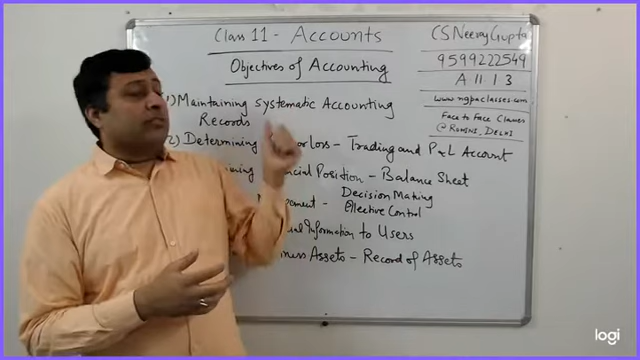 Class 11 - Accounts
CS Neeraj Gupta
9599222549
A 11 13
www.ngpaclasses.com
Face to Face Classes
@ ROHINI, DELHI
Objectives of Accounting
1) Maintaining Systematic Accounting
Records
2) Determining or Loss - Trading and P&L Account
Position - Balance Sheet
- Decision Making
Effective Control
Information to Users
Assets - Record of Assets
logi